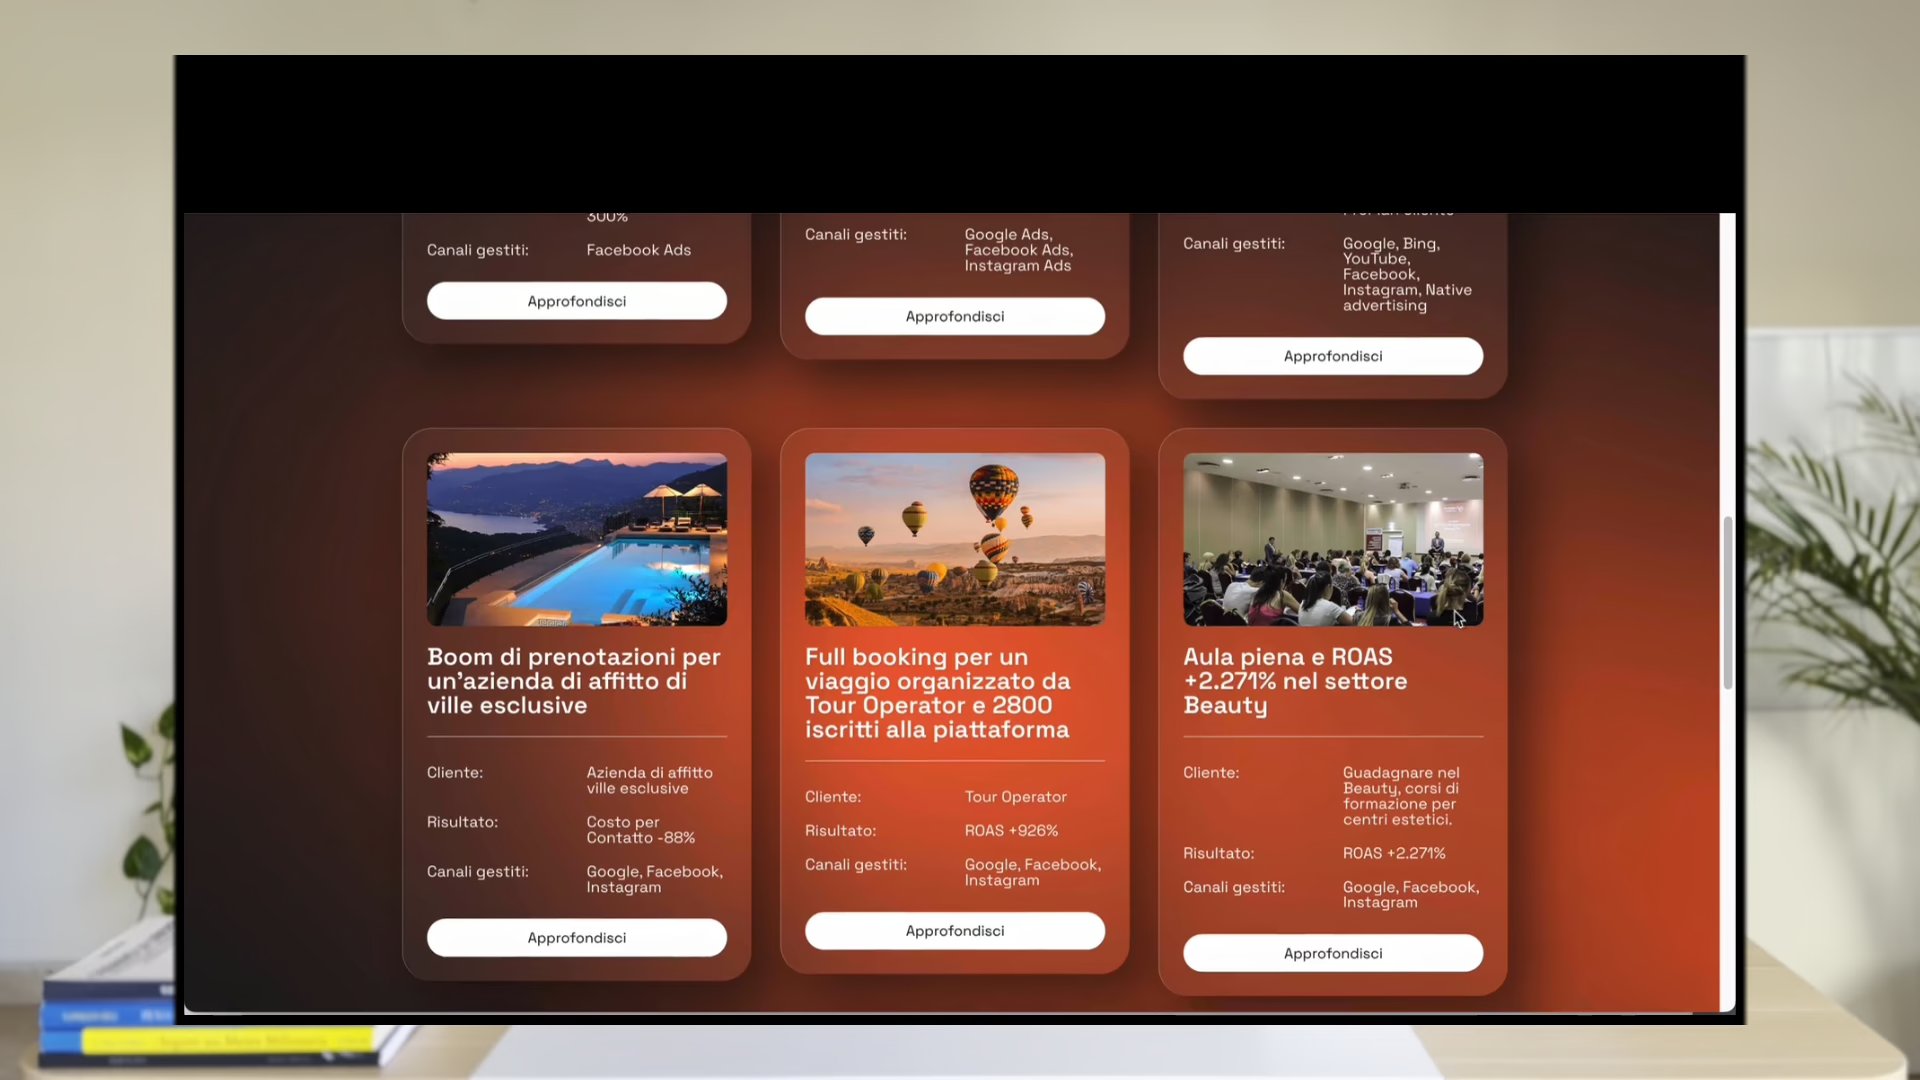 300%
Canali gestiti:
Facebook Ads
Approfondisci
Canali gestiti:
Google Ads,
Facebook Ads,
Instagram Ads
Approfondisci
Canali gestiti:
Google, Bing,
YouTube,
Facebook,
Instagram, Native
advertising
Approfondisci
Boom di prenotazioni per
un'azienda di affitto di
ville esclusive
Cliente:
Azienda di affitto
ville esclusive
Risultato:
Costo per
Contatto -88%
Canali gestiti:
Google, Facebook,
Instagram
Approfondisci
Full booking per un
viaggio organizzato da
Tour Operator e 2800
iscritti alla piattaforma
Cliente:
Tour Operator
Risultato:
ROAS +926%
Canali gestiti:
Google, Facebook,
Instagram
Approfondisci
Aula piena e ROAS
+2.271% nel settore
Beauty
Cliente:
Guadagnare nel
Beauty, corsi di
formazione per
centri estetici.
Risultato:
ROAS +2.271%
Canali gestiti:
Google, Facebook,
Instagram
Approfondisci